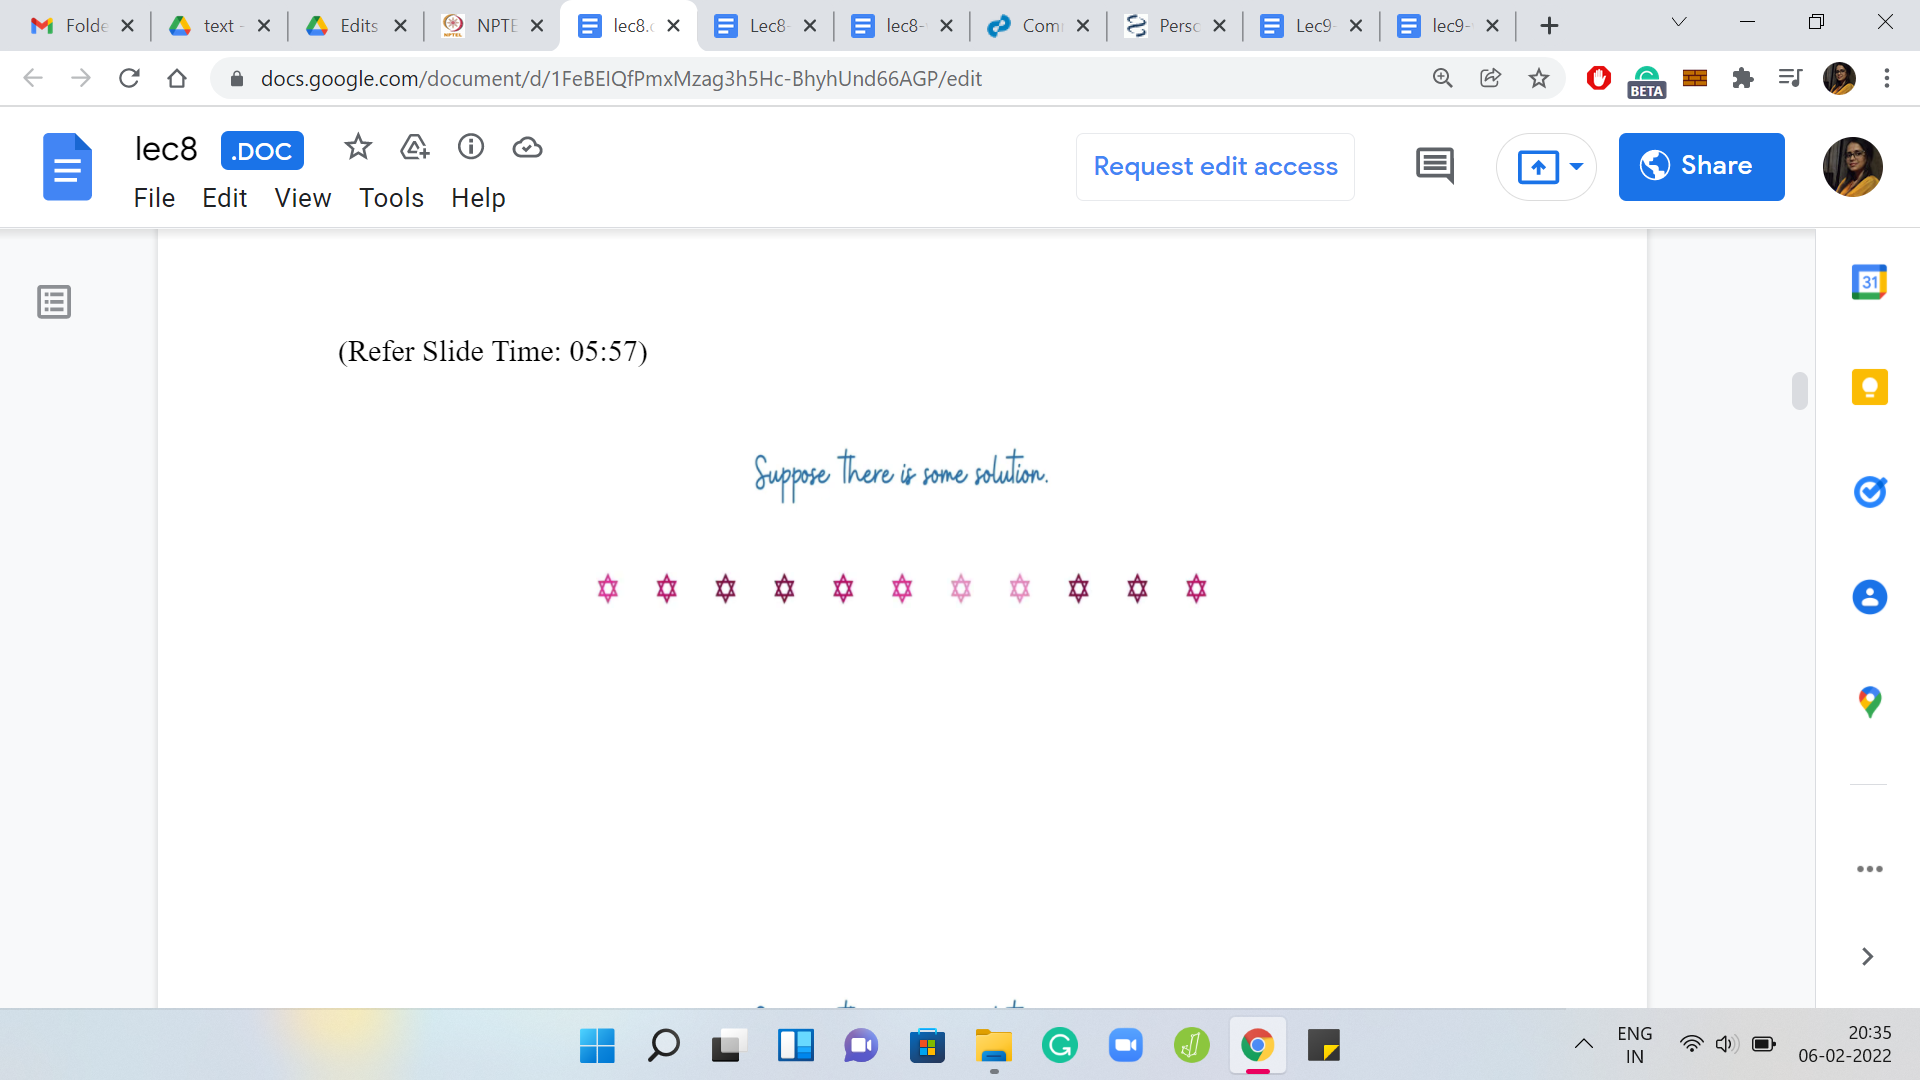 Folde
text -
Edits
NPTE
lec8.
Lec8-
lec8-
Com
Perso
Lec9-
lec9-
docs.google.com/document/d/1FeBEIQfPmxMzag3h5Hc-BhyhUnd66AGP/edit
BETA
lec8 .DOC
File Edit View Tools Help
Request edit access
Share
31
(Refer Slide Time: 05:57)
Suppose there is some solution.
ENG
IN
20:35
06-02-2022